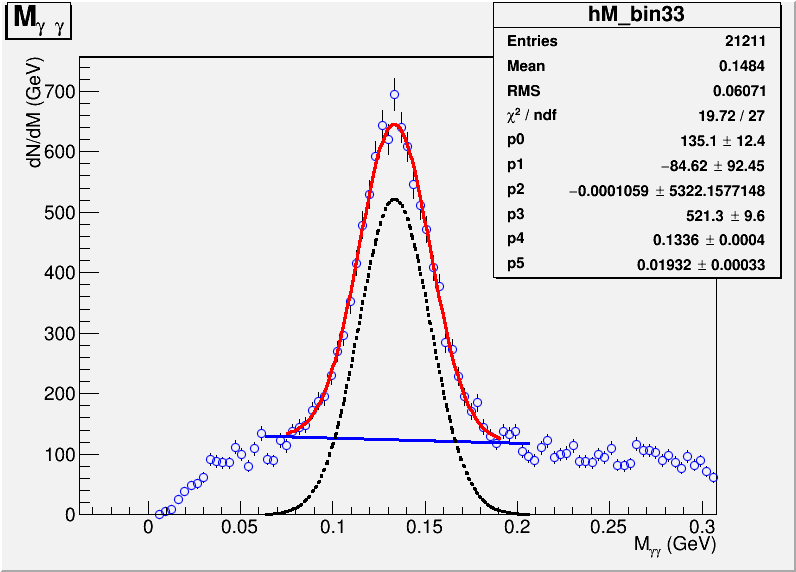 M_γγ
hM_bin33
Entries 21211
Mean 0.1484
RMS 0.06071
χ² / ndf 19.72 / 27
p0 135.1 ± 12.4
p1 −84.62 ± 92.45
p2 −0.0001059 ± 5322.1577148
p3 521.3 ± 9.6
p4 0.1336 ± 0.0004
p5 0.01932 ± 0.00033
dN/dM (GeV)
700
600
500
400
300
200
100
0
0 0.05 0.1 0.15 0.2 0.25 0.3
M_γγ (GeV)